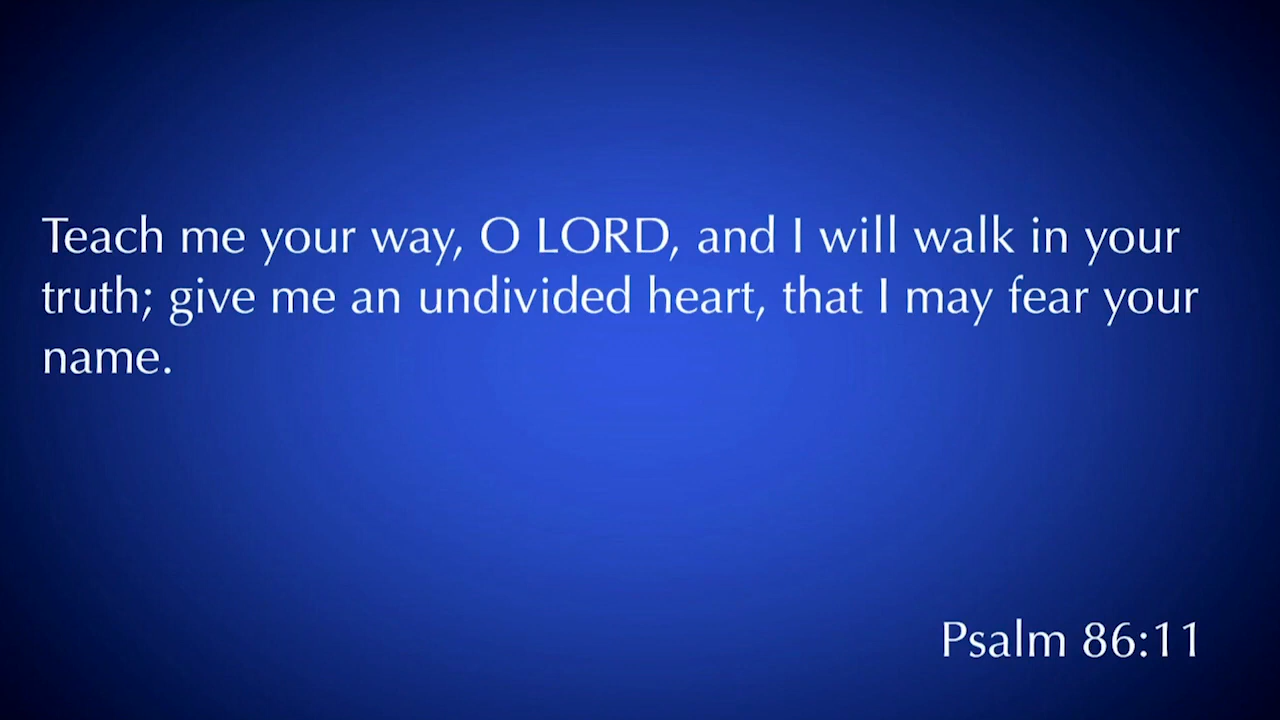 Teach me your way, O LORD, and I will walk in your
truth; give me an undivided heart, that I may fear your
name.
Psalm 86:11